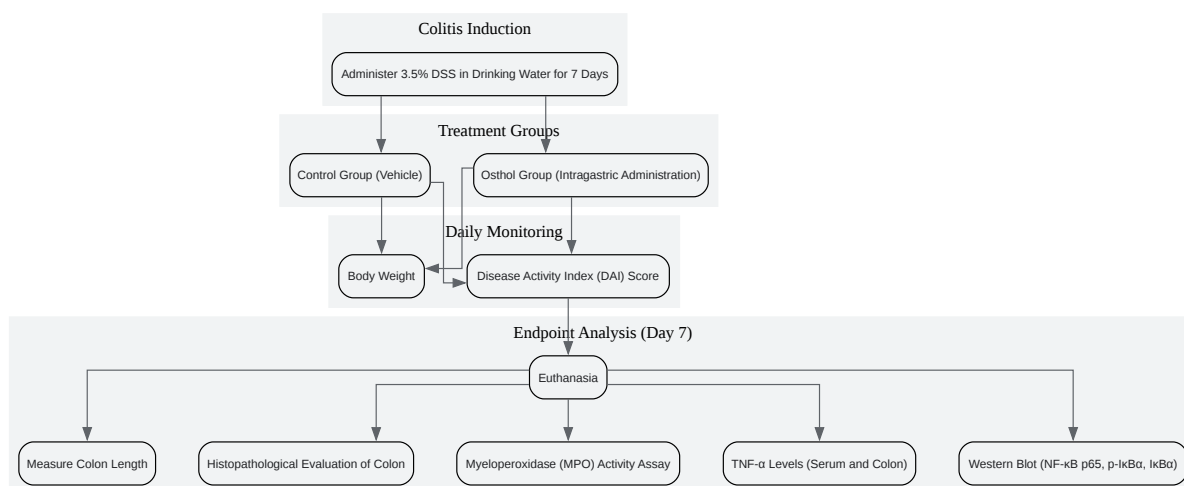 Colitis Induction
Administer 3.5% DSS in Drinking Water for 7 Days
Treatment Groups
Control Group (Vehicle)
Osthol Group (Intragastric Administration)
Daily Monitoring
Body Weight
Disease Activity Index (DAI) Score
Endpoint Analysis (Day 7)
Euthanasia
Measure Colon Length
Histopathological Evaluation of Colon
Myeloperoxidase (MPO) Activity Assay
TNF-α Levels (Serum and Colon)
Western Blot (NF-κB p65, p-IκBα, IκBα)